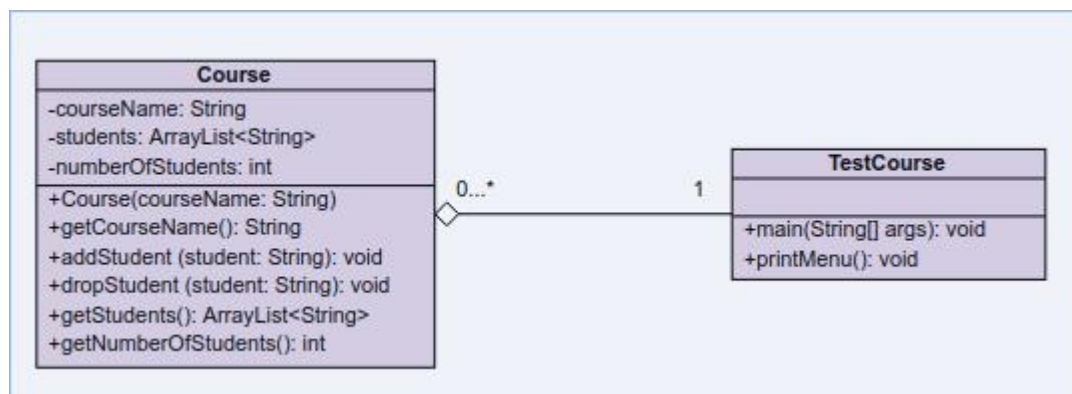 Course
-courseName: String
-students: ArrayList<String>
-numberOfStudents: int
+Course(courseName: String)
+getCourseName(): String
+addStudent (student: String): void
+dropStudent (student: String): void
+getStudents(): ArrayList<String>
+getNumberOfStudents(): int
0...*
1
TestCourse
+main(String[] args): void
+printMenu(): void